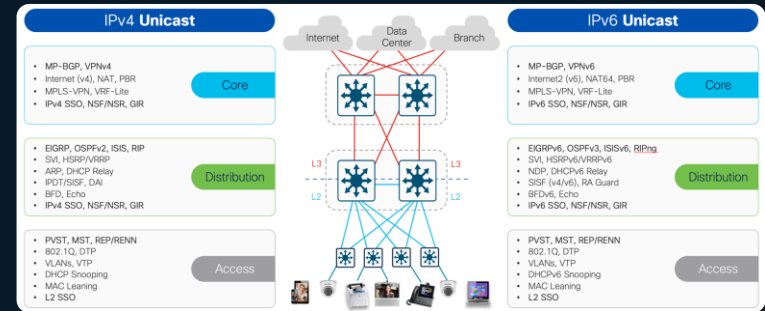 IPv4 Unicast
• MP-BGP, VPNv4
• Internet (v4), NAT, PBR
• MPLS-VPN, VRF-Lite
• IPv4 SSO, NSF/NSR, GIR
Core
• EIGRP, OSPFv2, ISIS, RIP
• SVI, HSRP/VRRP
• ARP, DHCP Relay
• IPDT/SISF, DAI
• BFD, Echo
• IPv4 SSO, NSF/NSR, GIR
Distribution
• PVST, MST, REP/RENN
• 802.1Q, DTP
• VLANs, VTP
• DHCP Snooping
• MAC Leaning
• L2 SSO
Access
Internet
Data
Center
Branch
L3
L3
L2
L2
IPv6 Unicast
• MP-BGP, VPNv6
• Internet2 (v6), NAT64, PBR
• MPLS-VPN, VRF-Lite
• IPv6 SSO, NSF/NSR, GIR
Core
• EIGRPv6, OSPFv3, ISISv6, RIPng
• SVI, HSRPv6/VRRPv6
• NDP, DHCPv6 Relay
• SISF (v4/v6), RA Guard
• BFDv6, Echo
• IPv6 SSO, NSF/NSR, GIR
Distribution
• PVST, MST, REP/RENN
• 802.1Q, DTP
• VLANs, VTP
• DHCPv6 Snooping
• MAC Leaning
• L2 SSO
Access